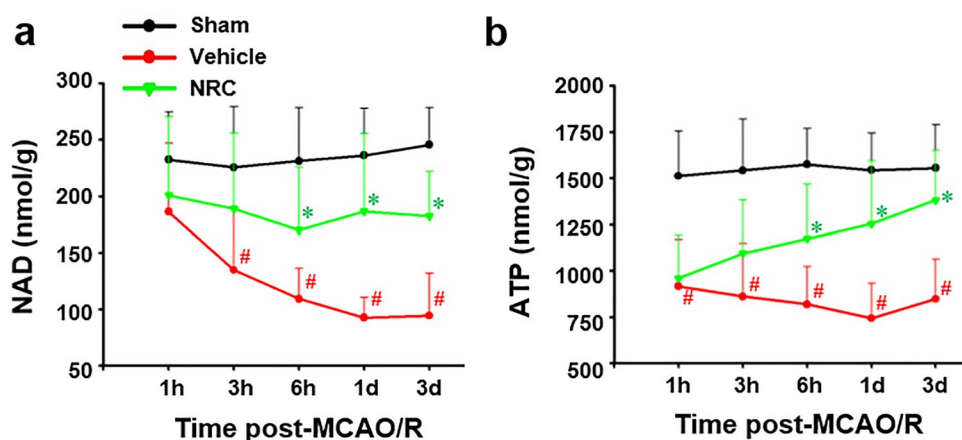 a
Sham
Vehicle
NRC
NAD (nmol/g)
300
250
200
150
100
50
*
*
*
#
#
#
#
1h
3h
6h
1d
3d
Time post-MCAO/R
b
ATP (nmol/g)
2000
1750
1500
1250
1000
750
500
*
*
*
#
#
#
#
#
1h
3h
6h
1d
3d
Time post-MCAO/R